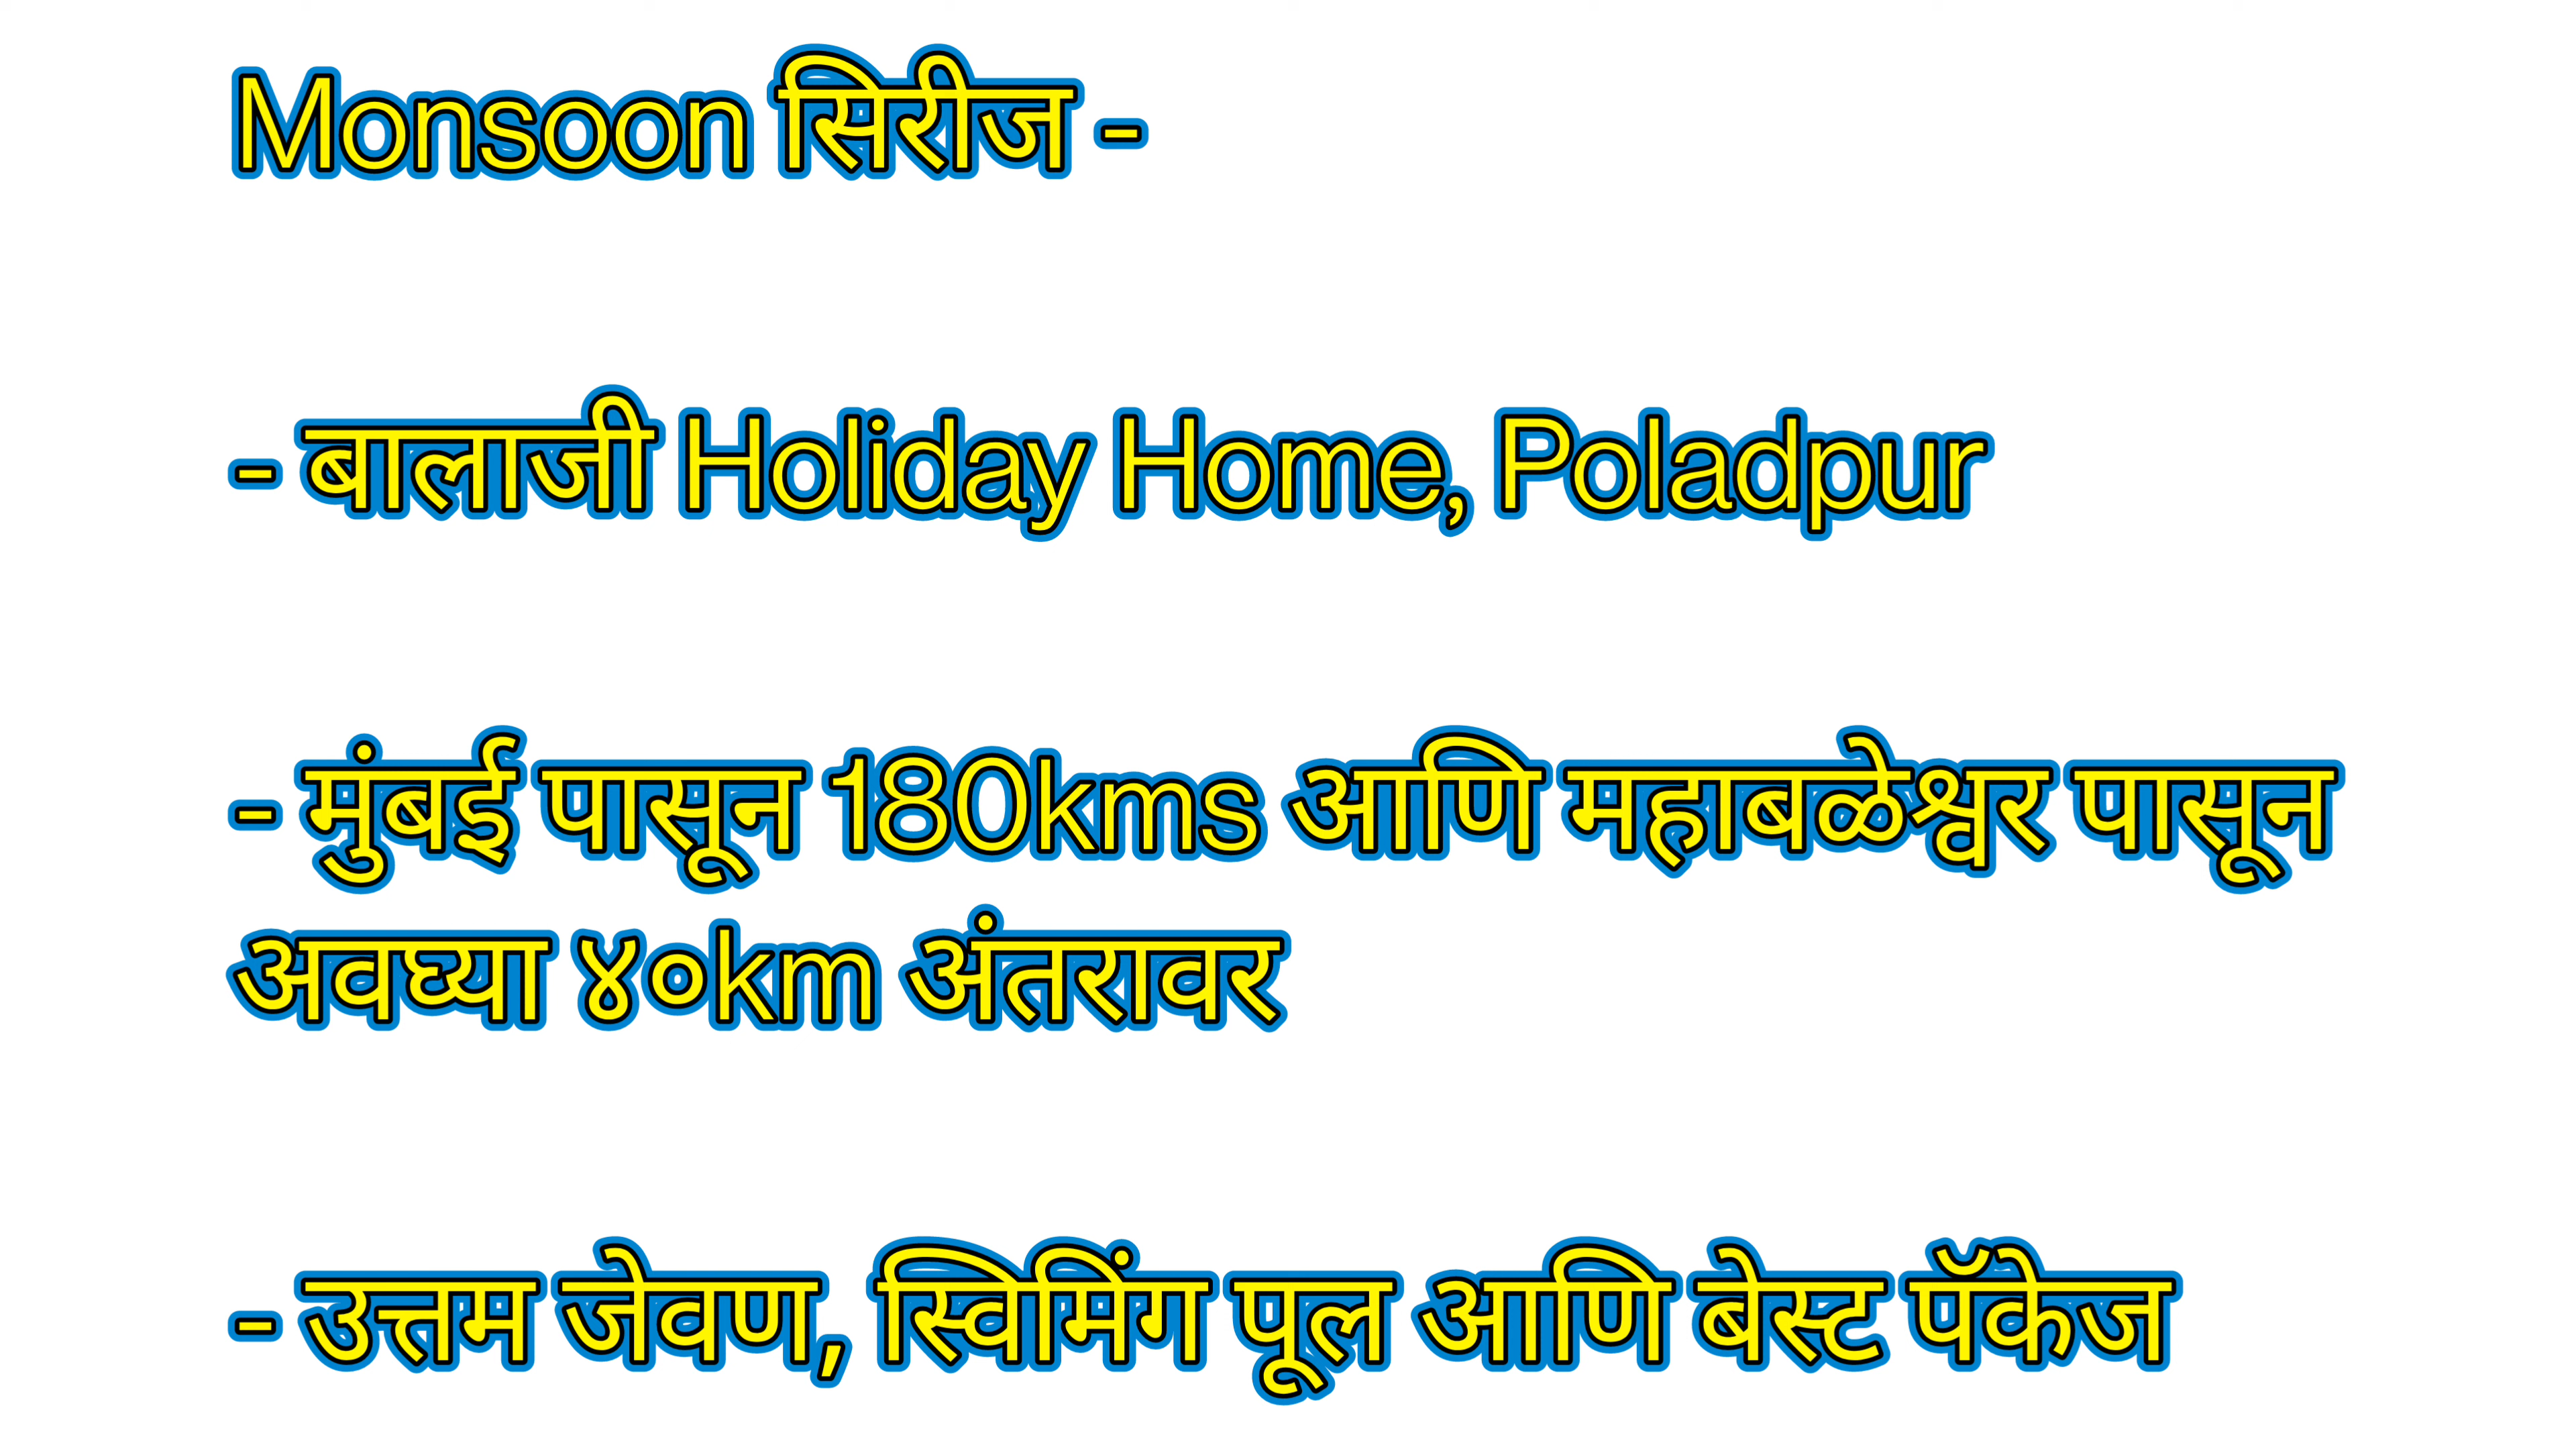 Monsoon सिरीज -
- बालाजी Holiday Home, Poladpur
- मुंबई पासून 180kms आणि महाबळेश्वर पासून
अवघ्या ४०km अंतरावर
- उत्तम जेवण, स्विमिंग पूल आणि बेस्ट पॅकेज